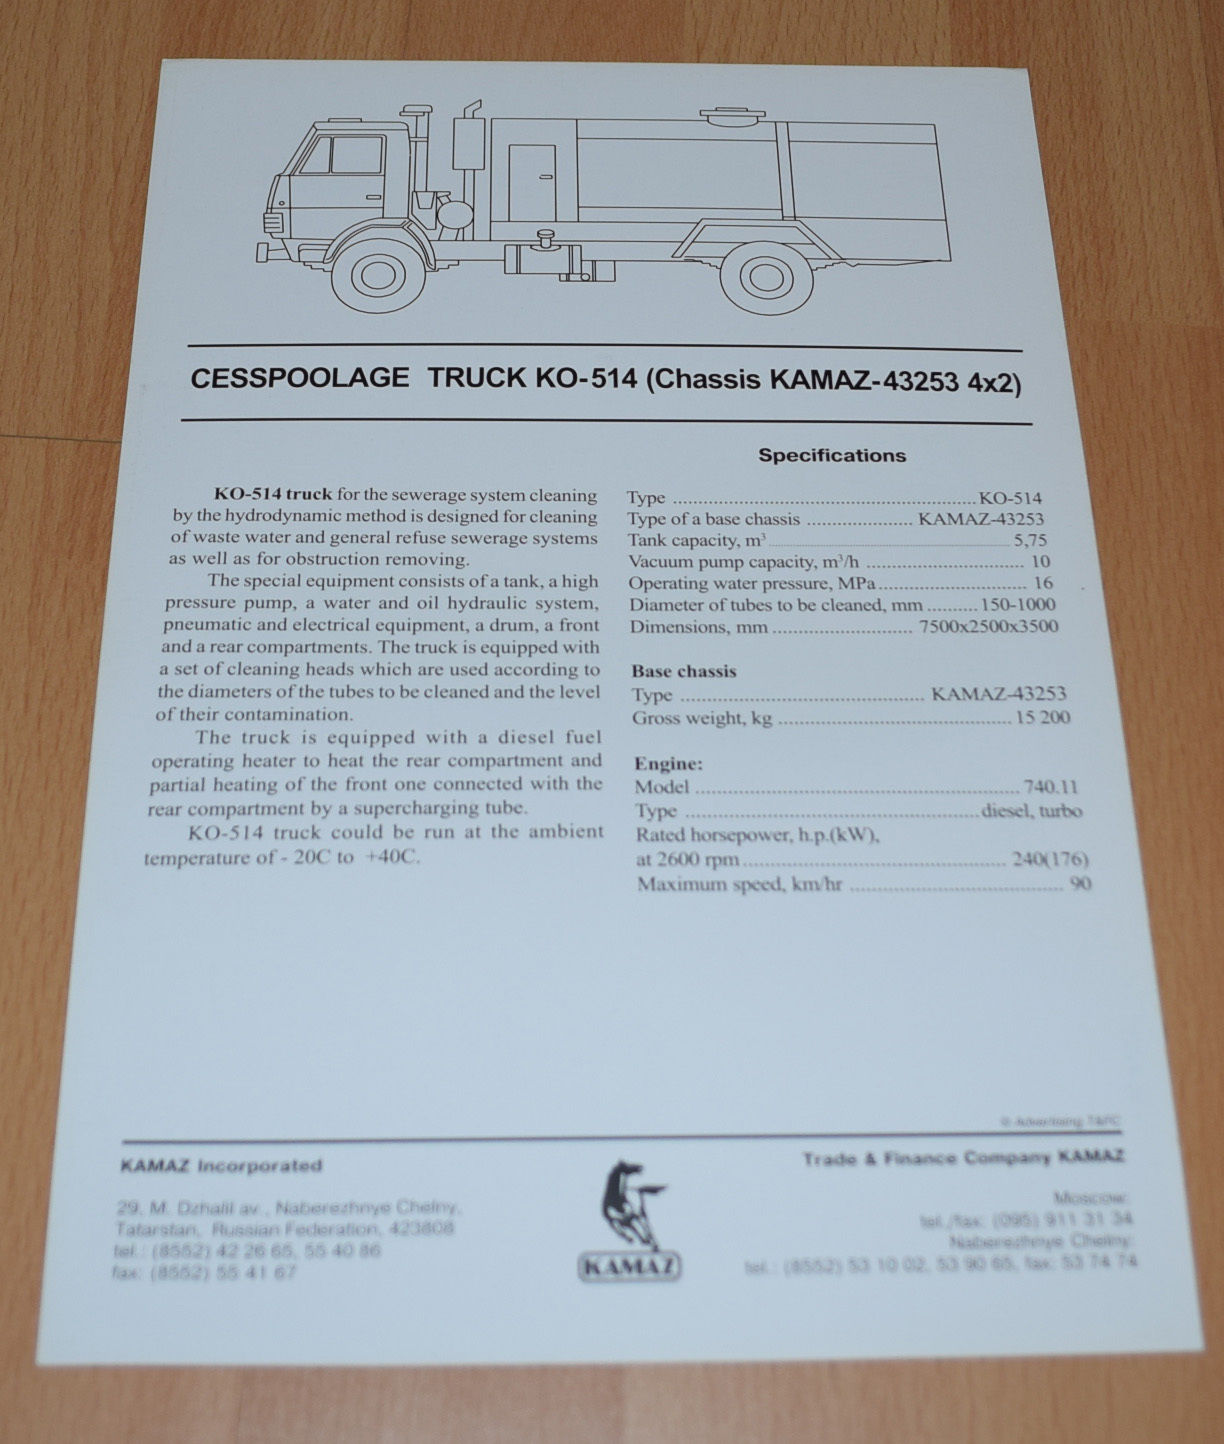 CESSPOOLAGE TRUCK KO-514 (Chassis KAMAZ-43253 4x2)
KO-514 truck for the sewerage system cleaning
by the hydrodynamic method is designed for cleaning
of waste water and general refuse sewerage systems
as well as for obstruction removing.
The special equipment consists of a tank, a high
pressure pump, a water and oil hydraulic system,
pneumatic and electrical equipment, a drum, a front
and a rear compartments. The truck is equipped with
a set of cleaning heads which are used according to
the diameters of the tubes to be cleaned and the level
of their contamination.
The truck is equipped with a diesel fuel
operating heater to heat the rear compartment and
partial heating of the front one connected with the
rear compartment by a supercharging tube.
KO-514 truck could be run at the ambient
temperature of - 20C to +40C.
Specifications
Type ........ KO-514
Type of a base chassis ........ KAMAZ-43253
Tank capacity, m³ ........ 5,75
Vacuum pump capacity, m³/h ........ 10
Operating water pressure, MPa ........ 16
Diameter of tubes to be cleaned, mm ........ 150-1000
Dimensions, mm ........ 7500x2500x3500
Base chassis
Type ........ KAMAZ-43253
Gross weight, kg ........ 15 200
Engine:
Model ........ 740.11
Type ........ diesel, turbo
Rated horsepower, h.p.(kW),
at 2600 rpm ........ 240(176)
Maximum speed, km/hr ........ 90
© Advertising T&FC
KAMAZ Incorporated
29, M. Dzhalil av., Naberezhnye Chelny,
Tatarstan, Russian Federation, 423808
tel.: (8552) 42 26 65, 55 40 86
fax: (8552) 55 41 67
KAMAZ
Trade & Finance Company KAMAZ
Moscow:
tel./fax: (095) 911 31 34
Naberezhnye Chelny:
tel.: (8552) 53 10 02, 53 90 65, fax: 53 74 74